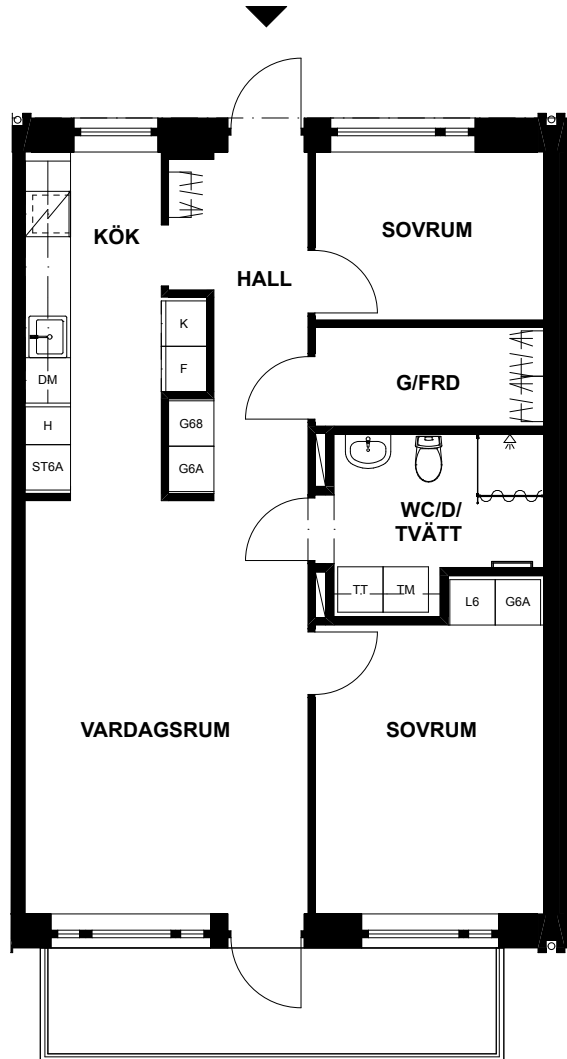 KÖK
SOVRUM
HALL
K
F
G/FRD
DM
H
ST6A
G68
G6A
WC/D/
TVÄTT
TT
TM
L6
G6A
VARDAGSRUM
SOVRUM